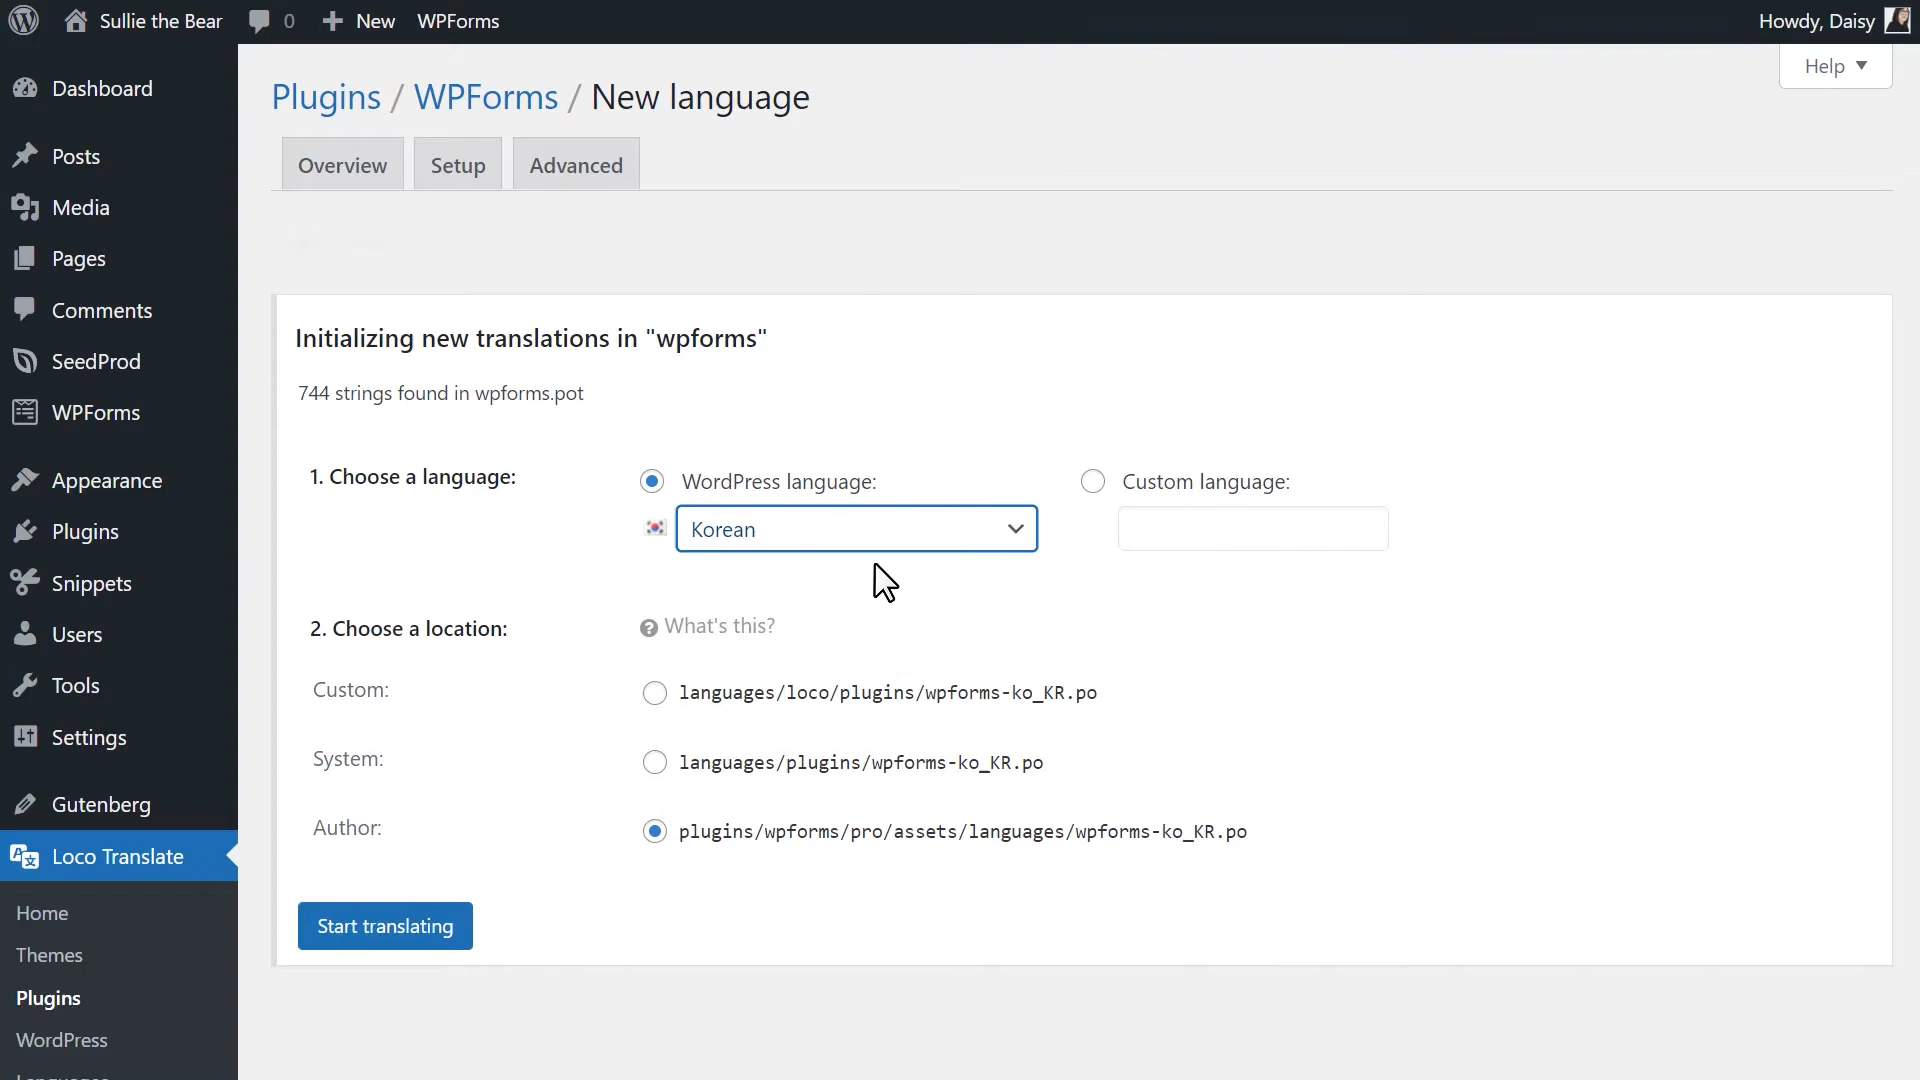 Sullie the Bear
0
New
WPForms
Howdy, Daisy
Help
Dashboard
Posts
Media
Pages
Comments
SeedProd
WPForms
Appearance
Plugins
Snippets
Users
Tools
Settings
Gutenberg
Loco Translate
Home
Themes
Plugins
WordPress
Plugins / WPForms / New language
Overview
Setup
Advanced
Initializing new translations in "wpforms"
744 strings found in wpforms.pot
1. Choose a language:
WordPress language:
Korean
Custom language:
2. Choose a location:
What's this?
Custom:
languages/loco/plugins/wpforms-ko_KR.po
System:
languages/plugins/wpforms-ko_KR.po
Author:
plugins/wpforms/pro/assets/languages/wpforms-ko_KR.po
Start translating